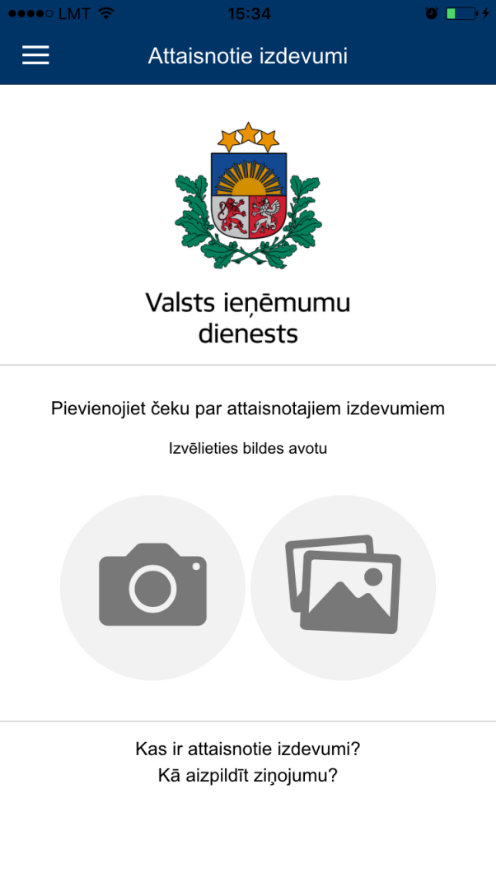 LMT 15:34
Attaisnotie izdevumi
Valsts ieņēmumu
dienests
Pievienojiet čeku par attaisnotajiem izdevumiem
Izvēlieties bildes avotu
Kas ir attaisnotie izdevumi?
Kā aizpildīt ziņojumu?